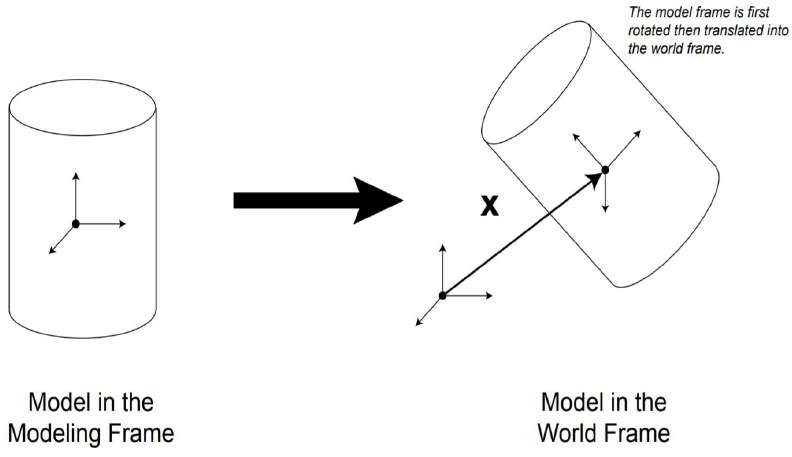 The model frame is first
rotated then translated into
the world frame.
X
Model in the
Modeling Frame
Model in the
World Frame